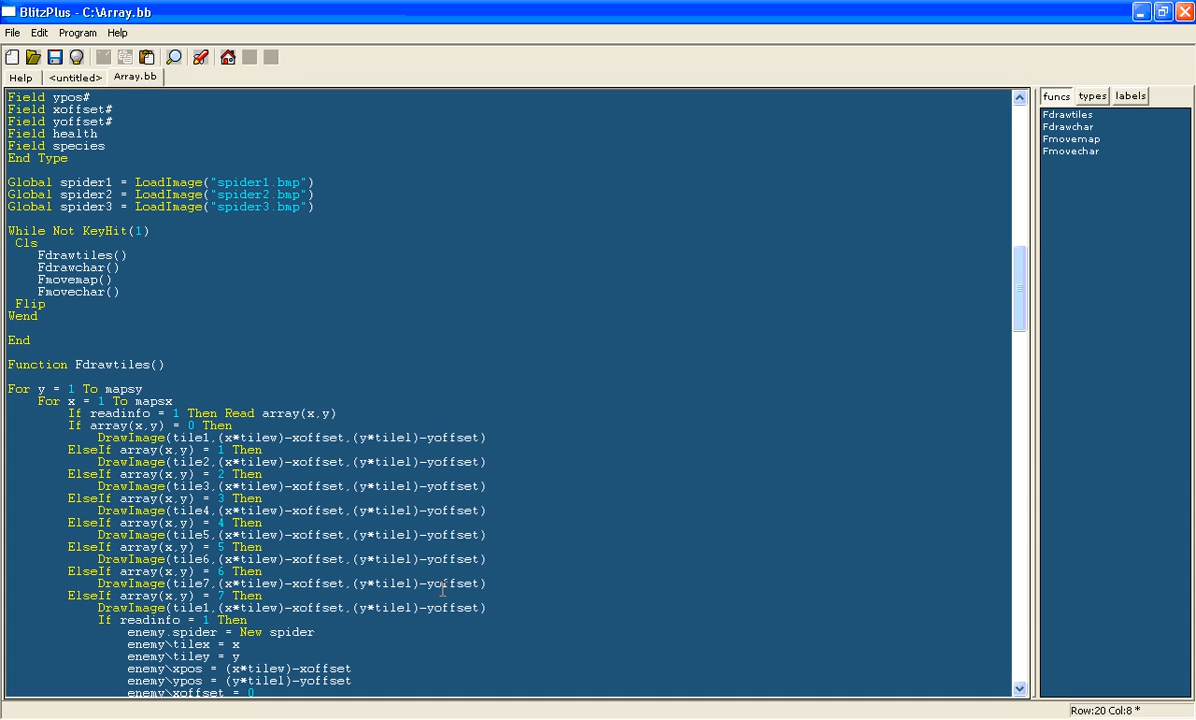 BlitzPlus - C:\Array.bb
File Edit Program Help
Help <untitled> Array.bb
Field ypos#
Field xoffset#
Field yoffset#
Field health
Field species
End Type
Global spider1 = LoadImage("spider1.bmp")
Global spider2 = LoadImage("spider2.bmp")
Global spider3 = LoadImage("spider3.bmp")
While Not KeyHit(1)
Cls
Fdrawtiles()
Fdrawchar()
Fmovemap()
Fmovechar()
Flip
Wend
End
Function Fdrawtiles()
For y = 1 To mapsy
For x = 1 To mapsx
If readinfo = 1 Then Read array(x,y)
If array(x,y) = 0 Then
DrawImage(tile1,(x*tilew)-xoffset,(y*tilel)-yoffset)
ElseIf array(x,y) = 1 Then
DrawImage(tile2,(x*tilew)-xoffset,(y*tilel)-yoffset)
ElseIf array(x,y) = 2 Then
DrawImage(tile3,(x*tilew)-xoffset,(y*tilel)-yoffset)
ElseIf array(x,y) = 3 Then
DrawImage(tile4,(x*tilew)-xoffset,(y*tilel)-yoffset)
ElseIf array(x,y) = 4 Then
DrawImage(tile5,(x*tilew)-xoffset,(y*tilel)-yoffset)
ElseIf array(x,y) = 5 Then
DrawImage(tile6,(x*tilew)-xoffset,(y*tilel)-yoffset)
ElseIf array(x,y) = 6 Then
DrawImage(tile7,(x*tilew)-xoffset,(y*tilel)-yoffset)
ElseIf array(x,y) = 7 Then
DrawImage(tile1,(x*tilew)-xoffset,(y*tilel)-yoffset)
If readinfo = 1 Then
enemy.spider = New spider
enemy\tilex = x
enemy\tiley = y
enemy\xpos = (x*tilew)-xoffset
enemy\ypos = (y*tilel)-yoffset
enemy\xoffset = 0
funcs types labels
Fdrawtiles
Fdrawchar
Fmovemap
Fmovechar
Row:20 Col:8 *